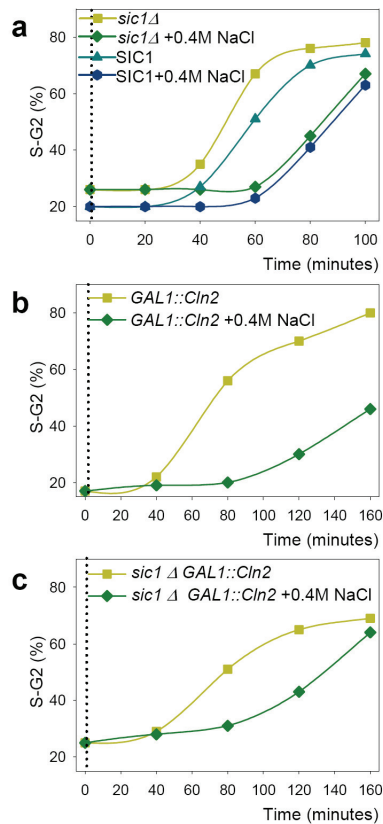 a
sic1Δ
sic1Δ +0.4M NaCl
SIC1
SIC1+0.4M NaCl
S-G2 (%)
80
60
40
20
0 20 40 60 80 100
Time (minutes)
b
GAL1::Cln2
GAL1::Cln2 +0.4M NaCl
S-G2 (%)
80
60
40
20
0 20 40 60 80 100 120 140 160
Time (minutes)
c
sic1 Δ GAL1::Cln2
sic1 Δ GAL1::Cln2 +0.4M NaCl
S-G2 (%)
80
60
40
20
0 20 40 60 80 100 120 140 160
Time (minutes)